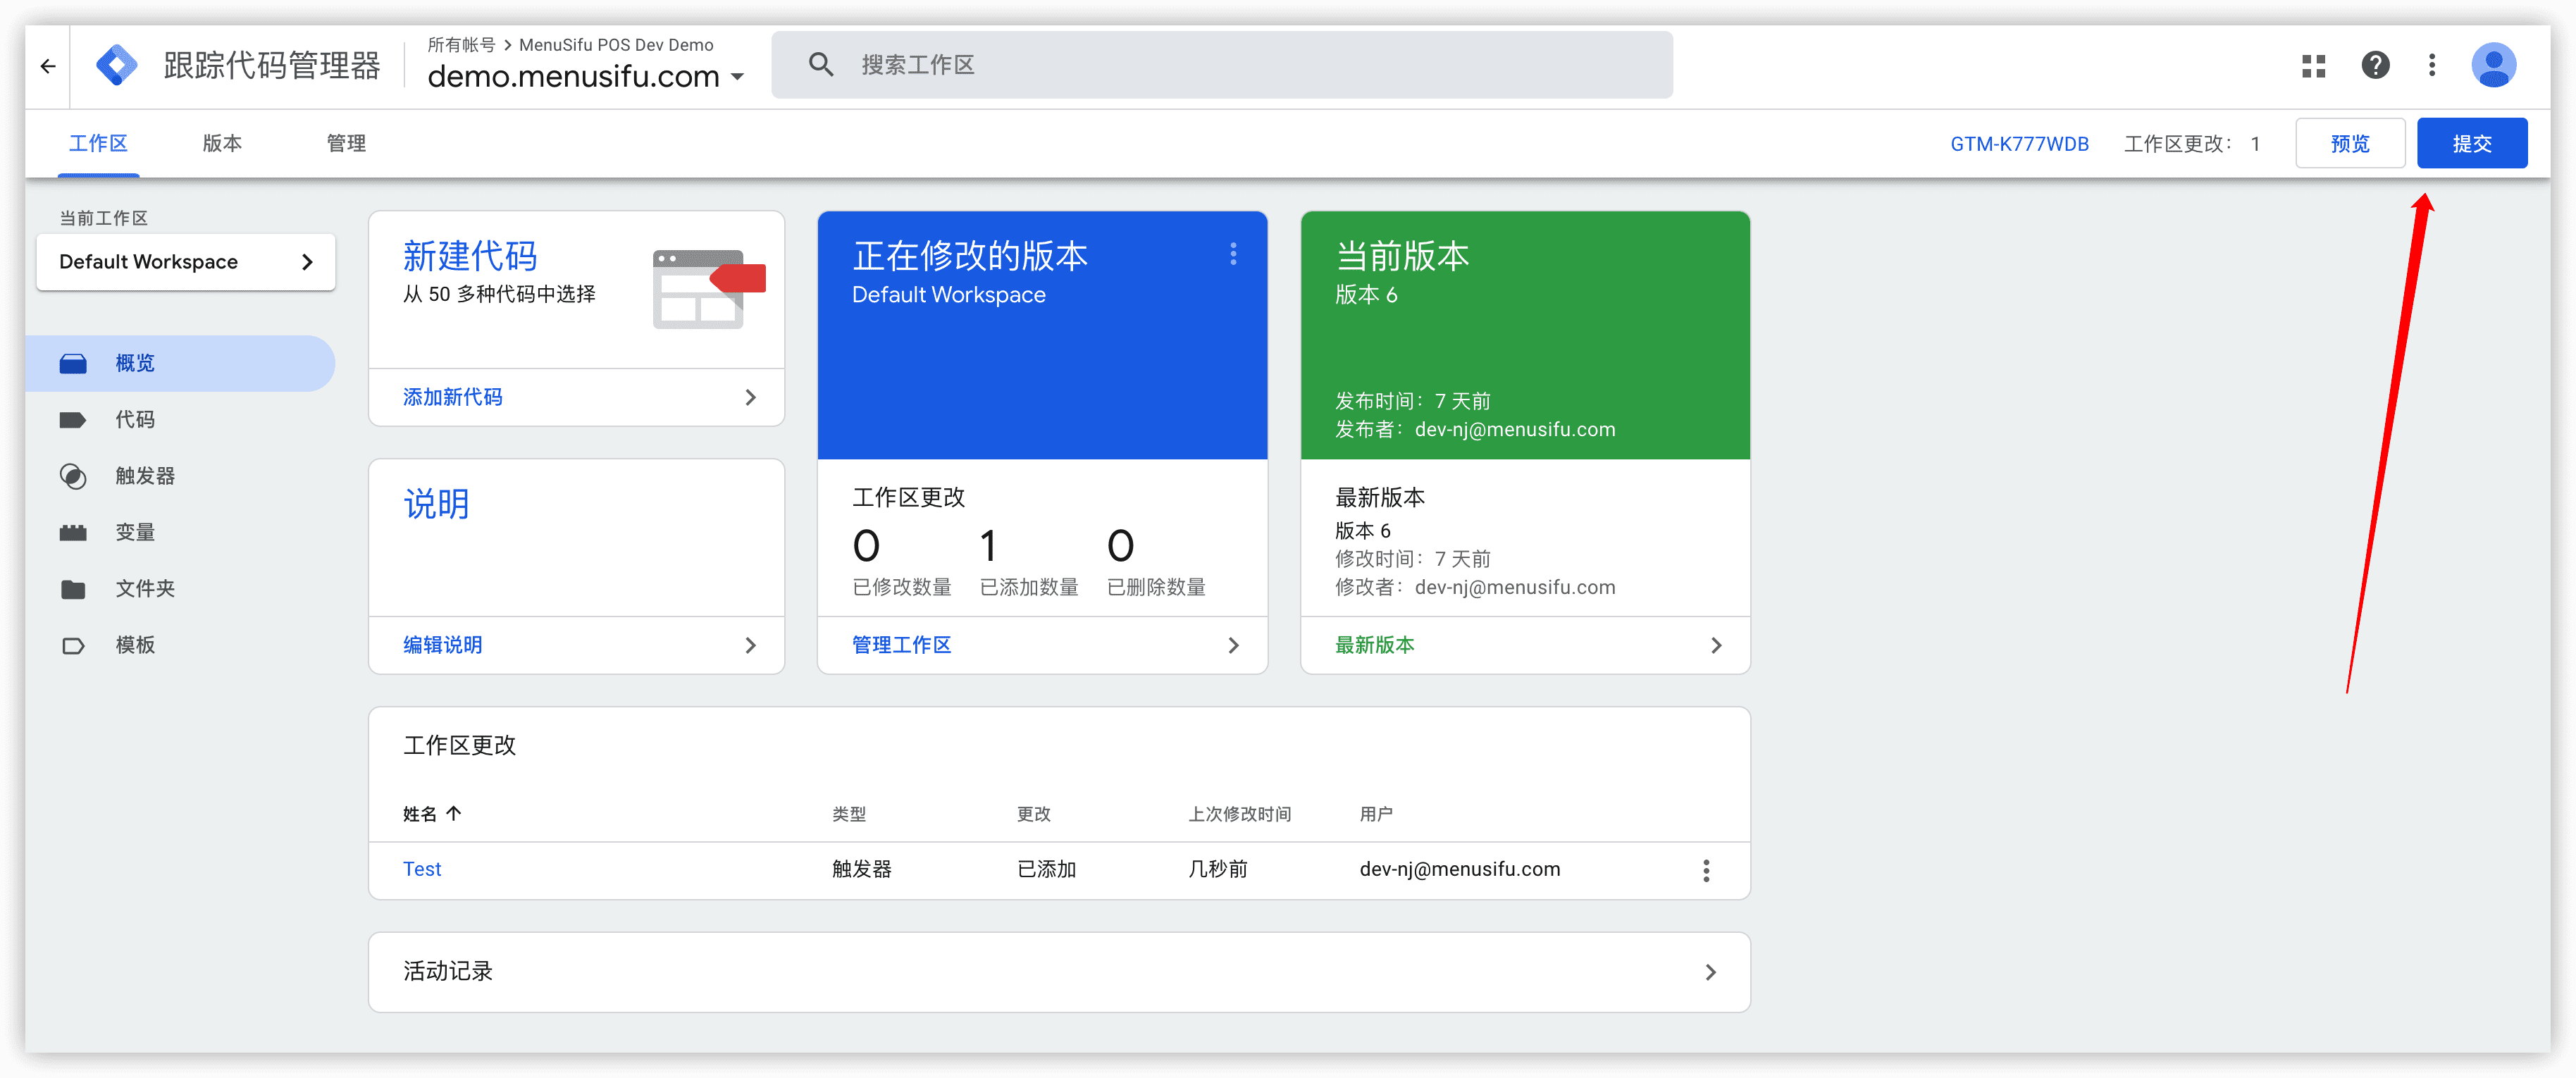 跟踪代码管理器
所有帐号 > MenuSifu POS Dev Demo
demo.menusifu.com
搜索工作区
工作区
版本
管理
GTM-K777WDB
工作区更改： 1
预览
提交
当前工作区
Default Workspace
概览
代码
触发器
变量
文件夹
模板
新建代码
从 50 多种代码中选择
添加新代码
说明
编辑说明
正在修改的版本
Default Workspace
工作区更改
0 1 0
已修改数量 已添加数量 已删除数量
管理工作区
当前版本
版本 6
发布时间：7 天前
发布者：dev-nj@menusifu.com
最新版本
版本 6
修改时间：7 天前
修改者：dev-nj@menusifu.com
最新版本
工作区更改
姓名 类型 更改 上次修改时间 用户
Test 触发器 已添加 几秒前 dev-nj@menusifu.com
活动记录